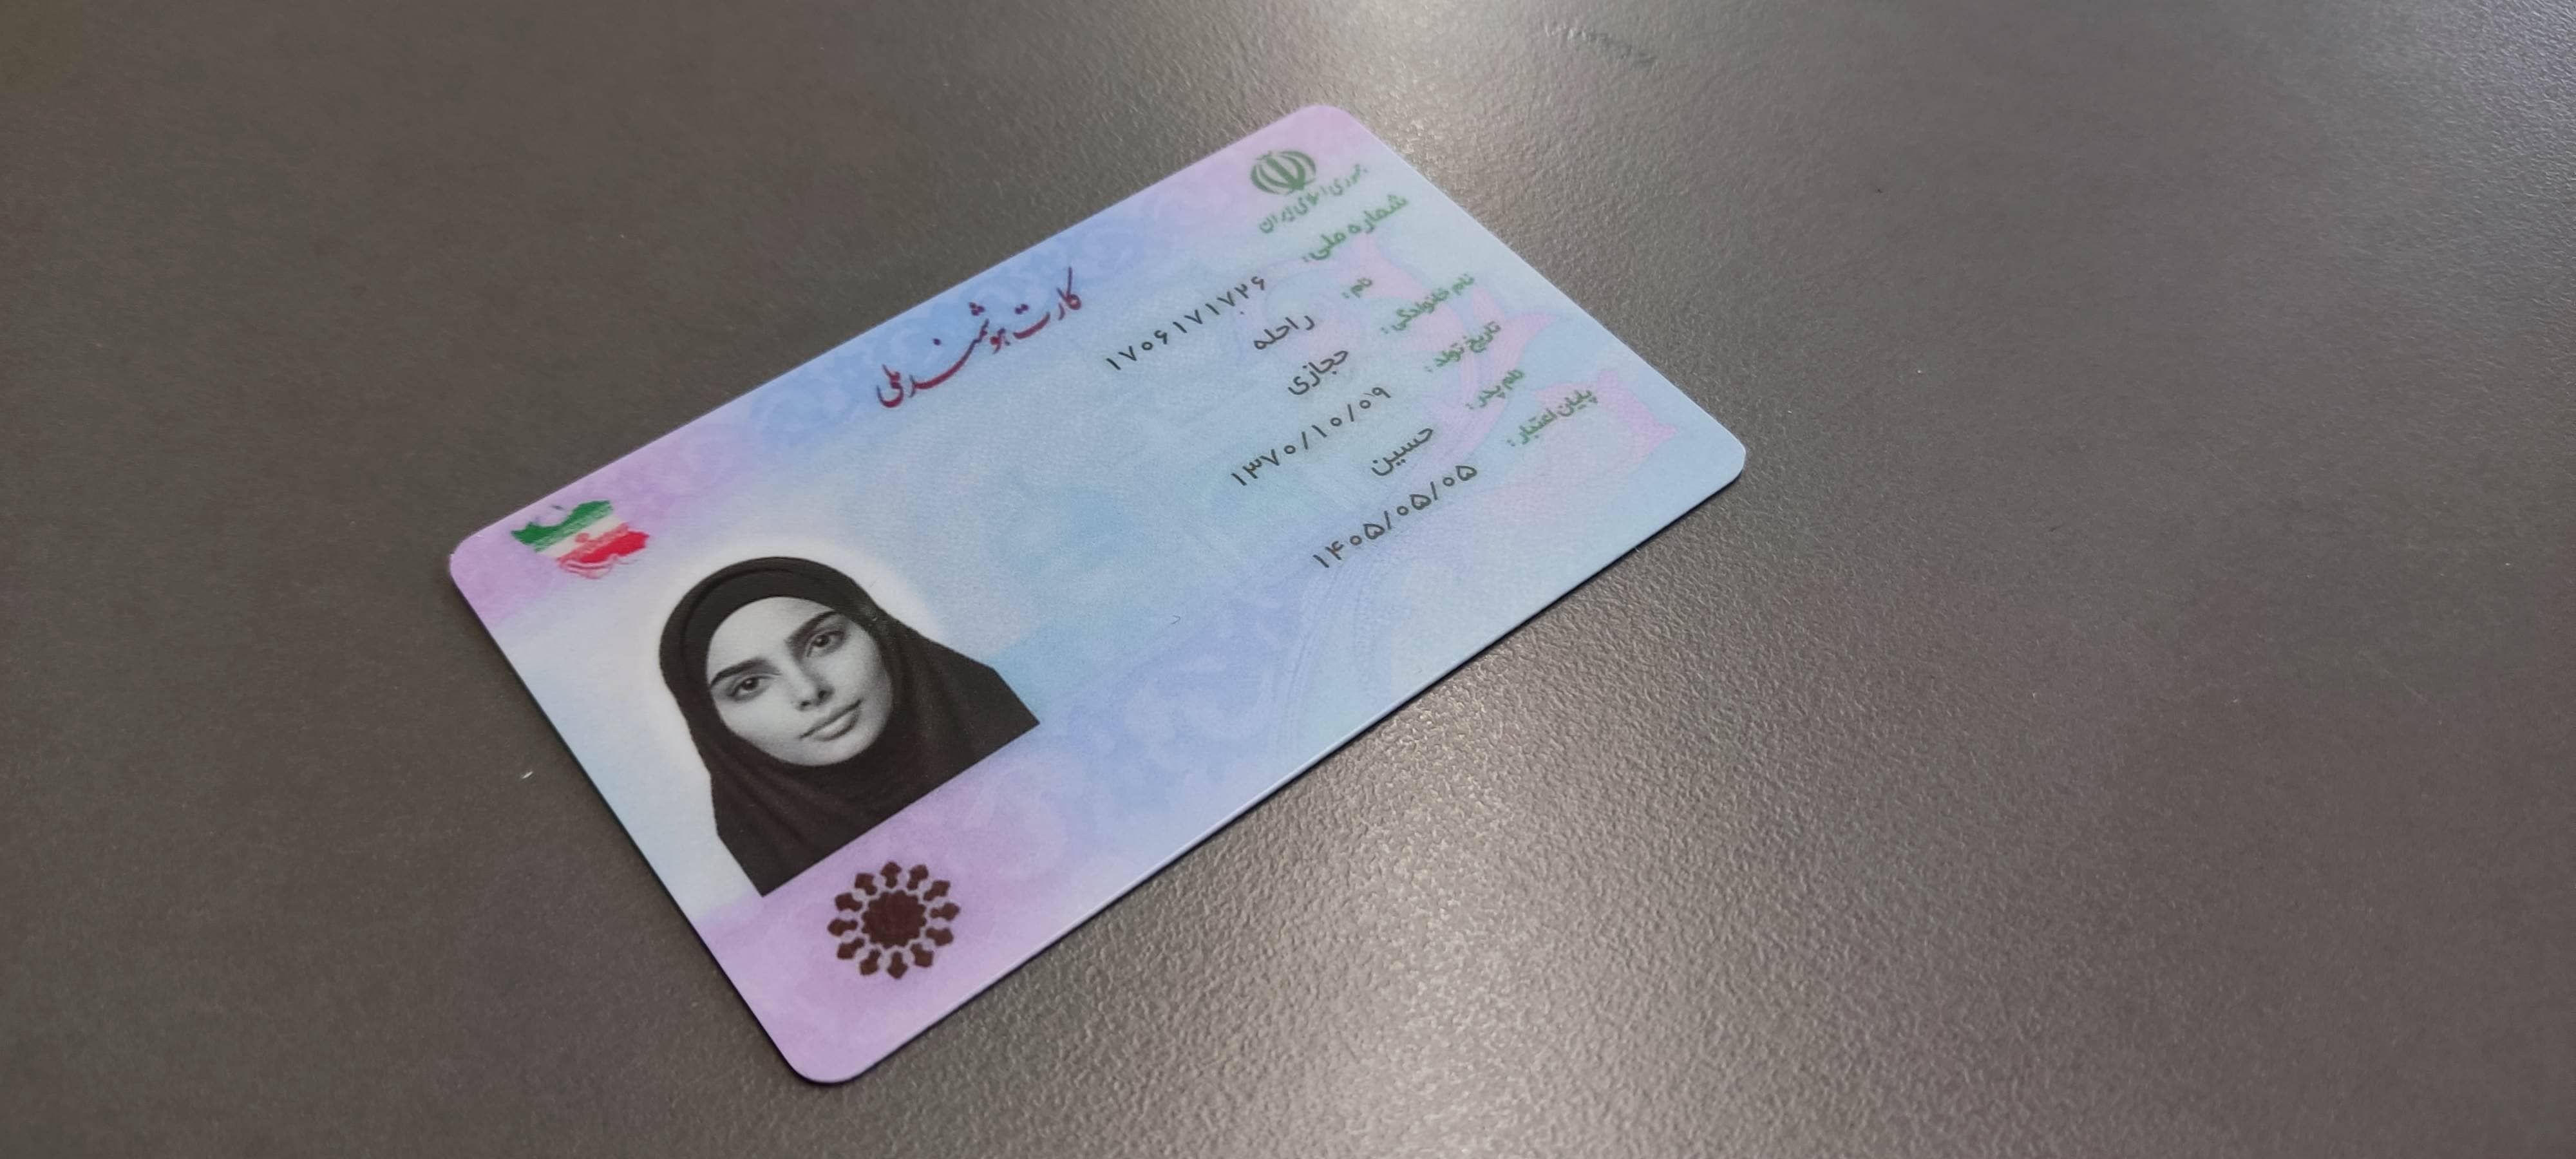 جمهوری اسلامی ایران
کارت هوشمند ملی
شماره ملی: ۱۷۰۶۱۷۱۷۲۶
نام: راحله
نام خانوادگی: حجازی
تاریخ تولد: ۱۳۷۰/۱۰/۰۹
نام پدر: حسین
پایان اعتبار: ۱۴۰۵/۰۵/۰۵